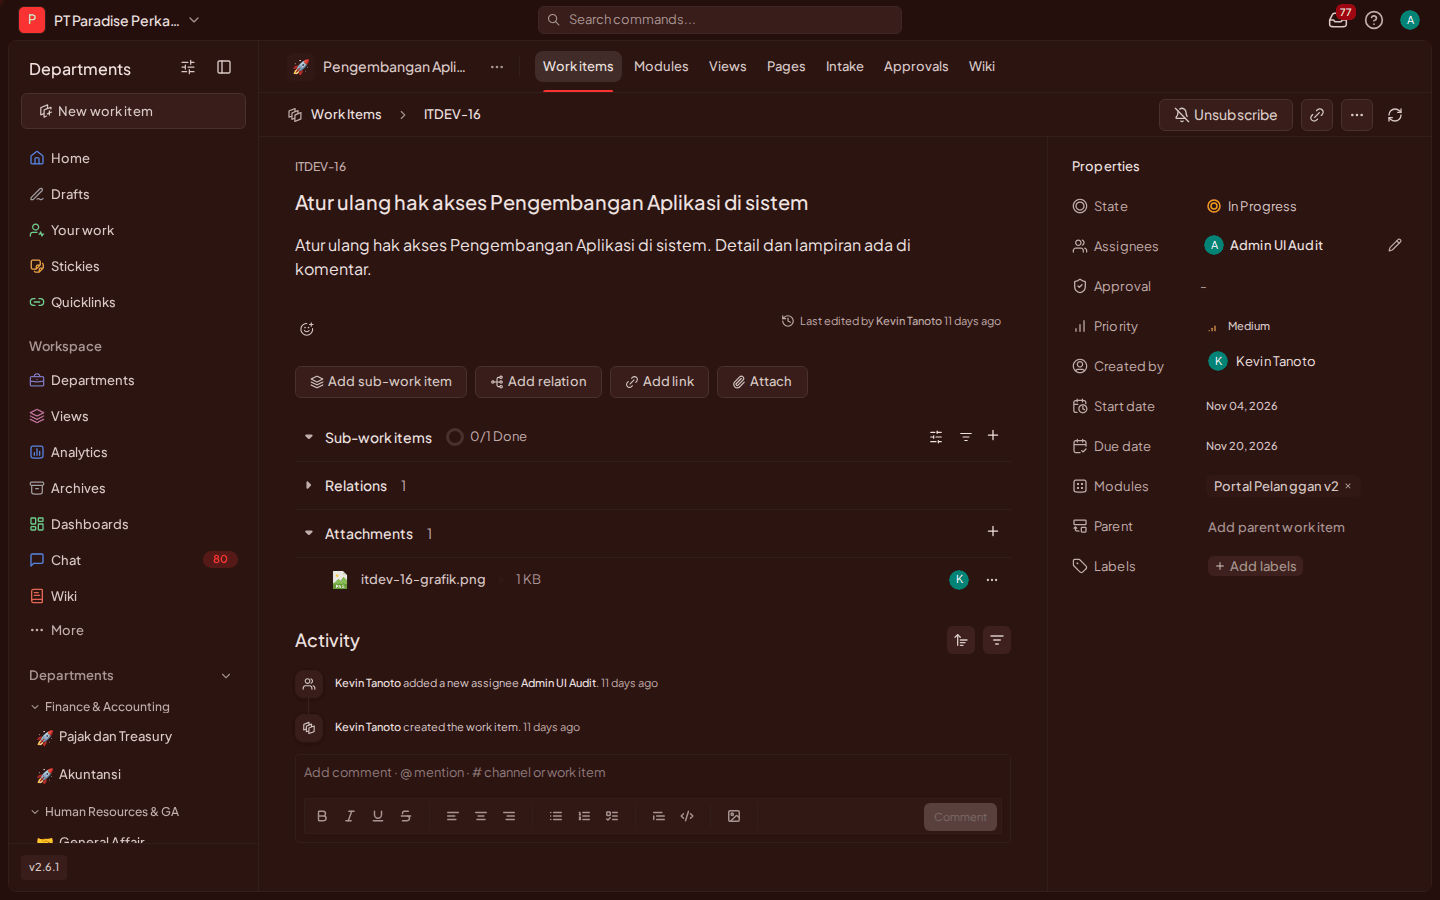 P PT Paradise Perka...
Search commands...
77
A
Departments
New work item
Home
Drafts
Your work
Stickies
Quicklinks
Workspace
Departments
Views
Analytics
Archives
Dashboards
Chat 80
Wiki
More
Departments
Finance & Accounting
Pajak dan Treasury
Akuntansi
Human Resources & GA
General Affair
v2.6.1
Pengembangan Apli...
Work items Modules Views Pages Intake Approvals Wiki
Work Items ITDEV-16
Unsubscribe
ITDEV-16
Atur ulang hak akses Pengembangan Aplikasi di sistem
Atur ulang hak akses Pengembangan Aplikasi di sistem. Detail dan lampiran ada di
komentar.
Last edited by Kevin Tanoto 11 days ago
Add sub-work item Add relation Add link Attach
Sub-work items 0/1 Done
Relations 1
Attachments 1
itdev-16-grafik.png 1 KB K
Activity
Kevin Tanoto added a new assignee Admin UI Audit. 11 days ago
Kevin Tanoto created the work item. 11 days ago
Add comment · @ mention · # channel or work item
Comment
Properties
State In Progress
Assignees A Admin UI Audit
Approval –
Priority Medium
Created by K Kevin Tanoto
Start date Nov 04, 2026
Due date Nov 20, 2026
Modules Portal Pelanggan v2 ×
Parent Add parent work item
Labels + Add labels